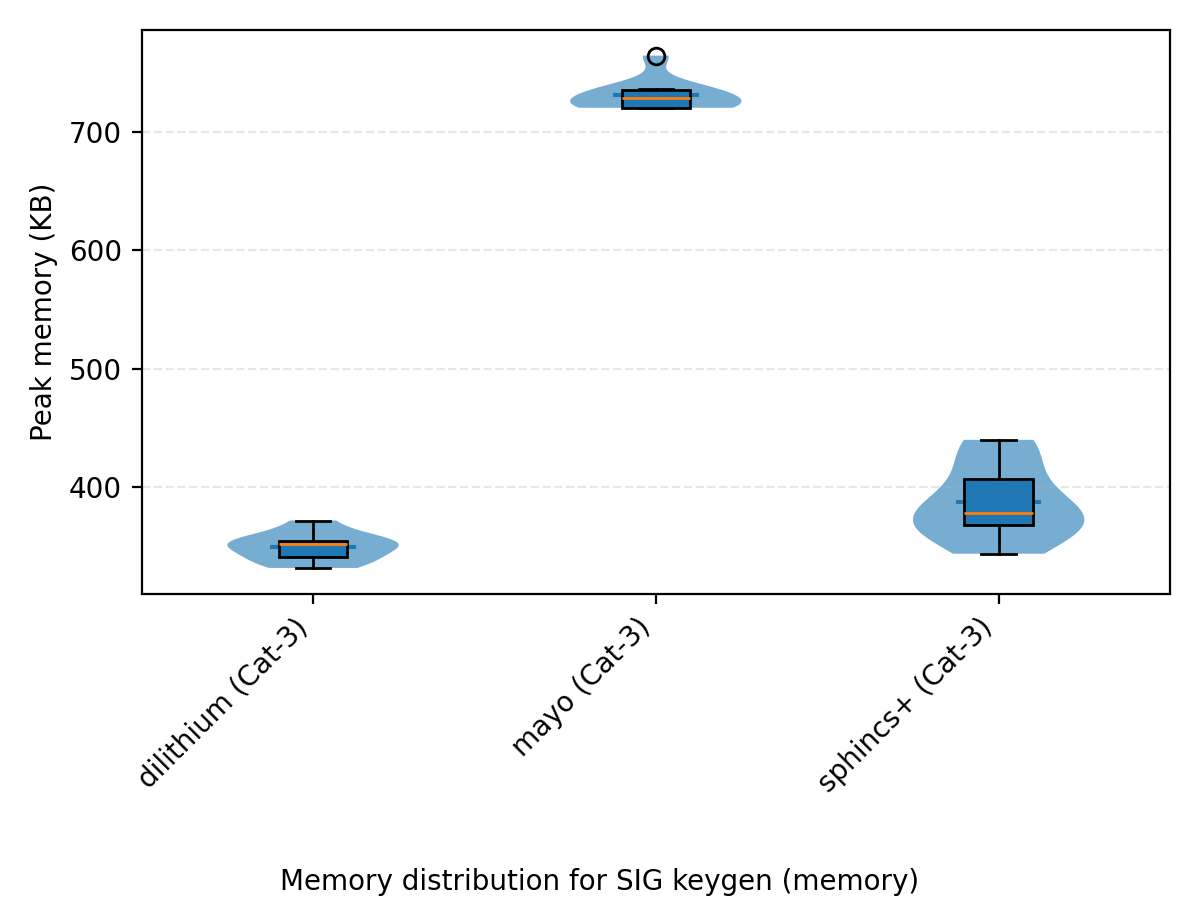 Peak memory (KB)
700
600
500
400
dilithium (Cat-3)
mayo (Cat-3)
sphincs+ (Cat-3)
Memory distribution for SIG keygen (memory)